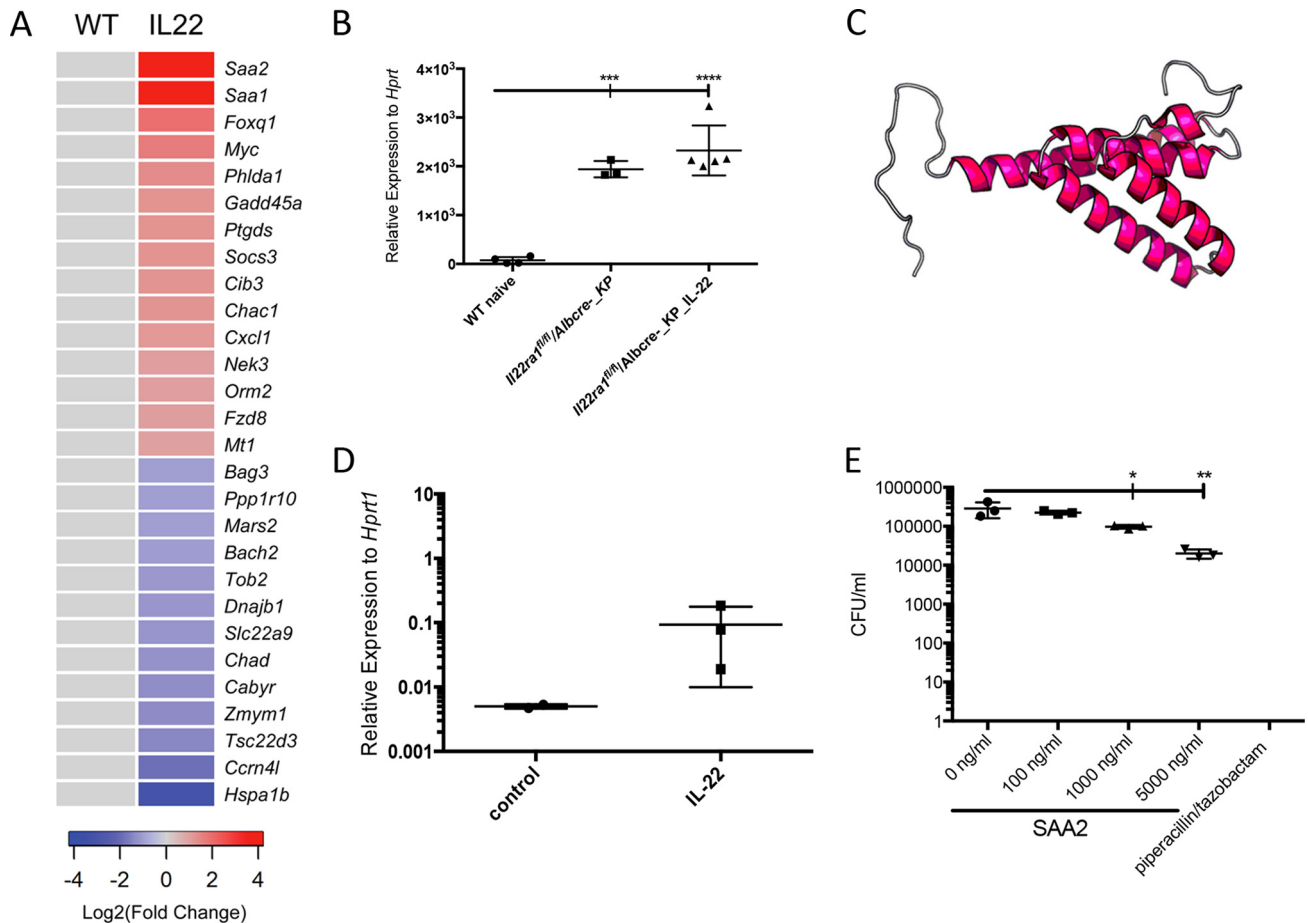 A
WT IL22
Saa2
Saa1
Foxq1
Myc
Phlda1
Gadd45a
Ptgds
Socs3
Cib3
Chac1
Cxcl1
Nek3
Orm2
Fzd8
Mt1
Bag3
Ppp1r10
Mars2
Bach2
Tob2
Dnajb1
Slc22a9
Chad
Cabyr
Zmym1
Tsc22d3
Ccrn4l
Hspa1b
-4 -2 0 2 4
Log2(Fold Change)
B
Relative Expression to Hprt
4×10³
3×10³
2×10³
1×10³
0
*** ****
WT naive
Il22ra1fl/fl/Albcre-_KP
Il22ra1fl/fl/Albcre-_KP_IL-22
C
D
Relative Expression to Hprt1
10
1
0.1
0.01
0.001
control
IL-22
E
CFU/ml
1000000
100000
10000
1000
100
10
1
* **
0 ng/ml
100 ng/ml
1000 ng/ml
5000 ng/ml
piperacillin/tazobactam
SAA2